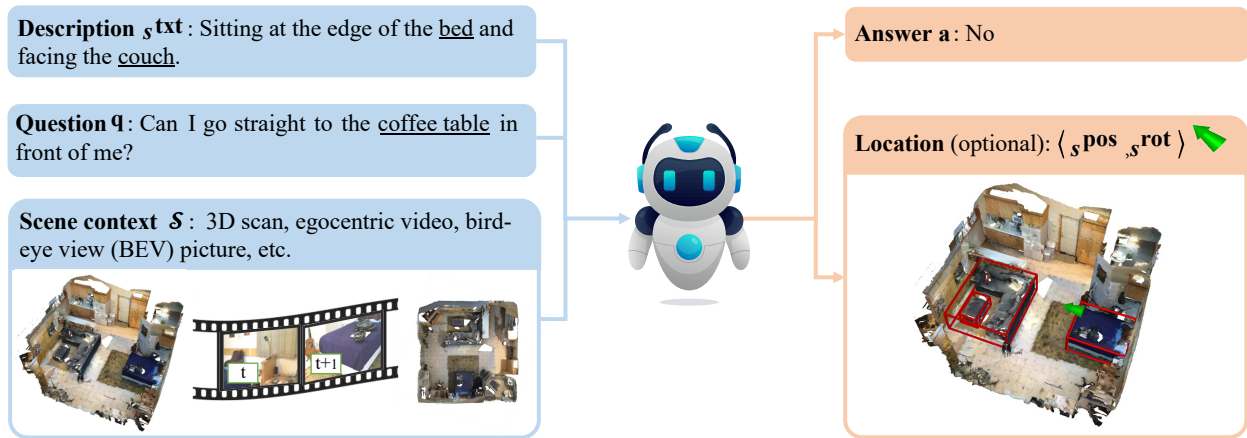 Description s^txt : Sitting at the edge of the bed and
facing the couch.
Question q : Can I go straight to the coffee table in
front of me?
Scene context S : 3D scan, egocentric video, bird-
eye view (BEV) picture, etc.
t
t+1
Answer a : No
Location (optional): ⟨ s^pos , s^rot ⟩